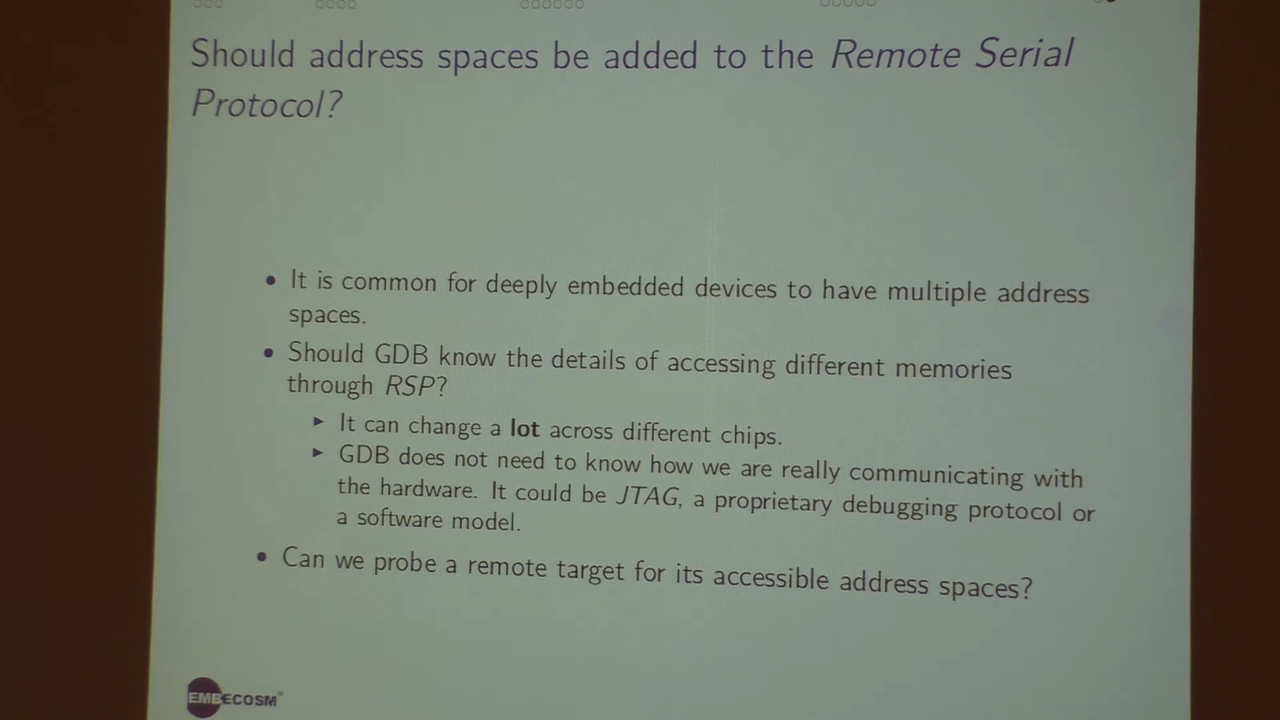 Should address spaces be added to the Remote Serial
Protocol?
• It is common for deeply embedded devices to have multiple address
spaces.
• Should GDB know the details of accessing different memories
through RSP?
▶ It can change a lot across different chips.
▶ GDB does not need to know how we are really communicating with
the hardware. It could be JTAG, a proprietary debugging protocol or
a software model.
• Can we probe a remote target for its accessible address spaces?
EMBECOSM®